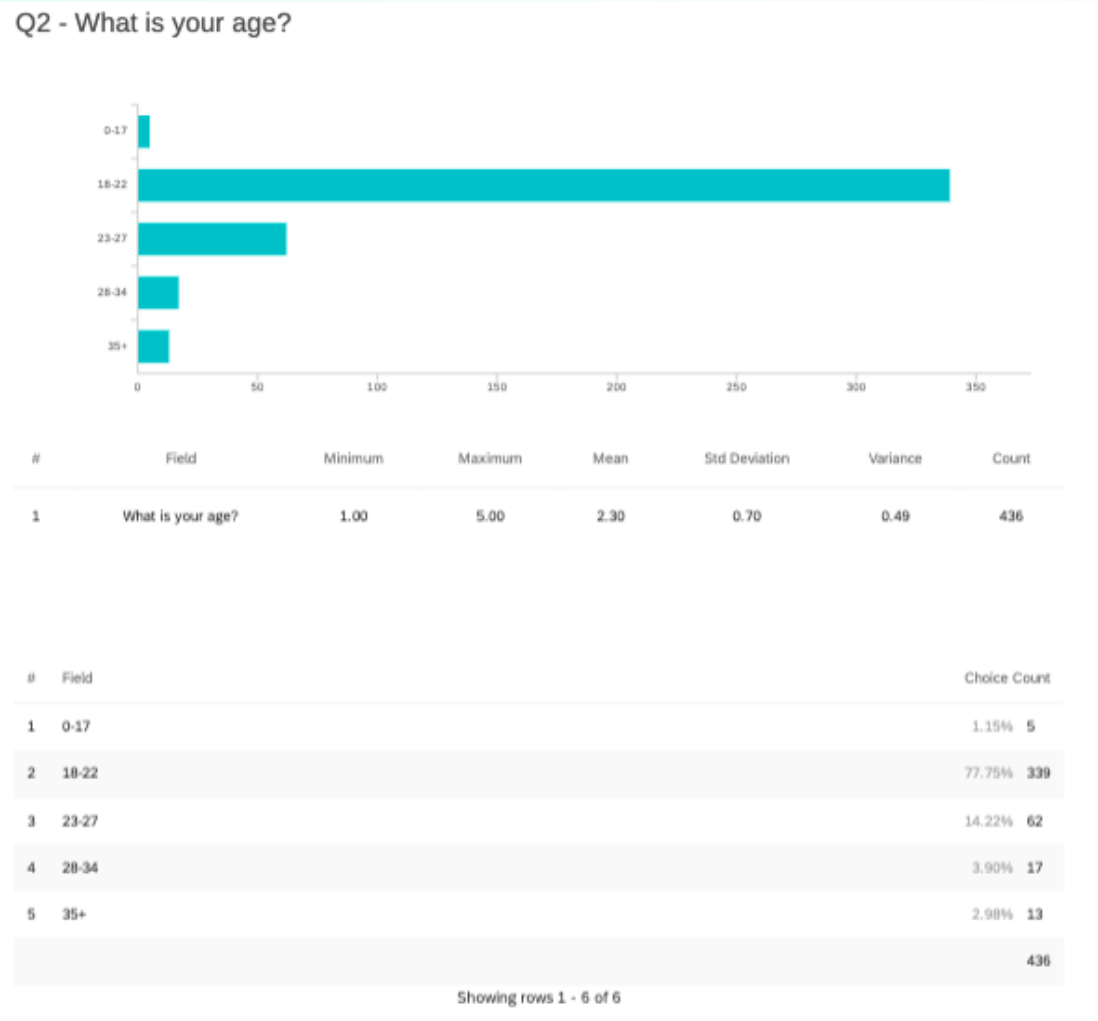 Q2 - What is your age?
0-17
18-22
23-27
28-34
35+
0 50 100 150 200 250 300 350
# Field Minimum Maximum Mean Std Deviation Variance Count
1 What is your age? 1.00 5.00 2.30 0.70 0.49 436
# Field Choice Count
1 0-17 1.15% 5
2 18-22 77.75% 339
3 23-27 14.22% 62
4 28-34 3.90% 17
5 35+ 2.98% 13
436
Showing rows 1 - 6 of 6